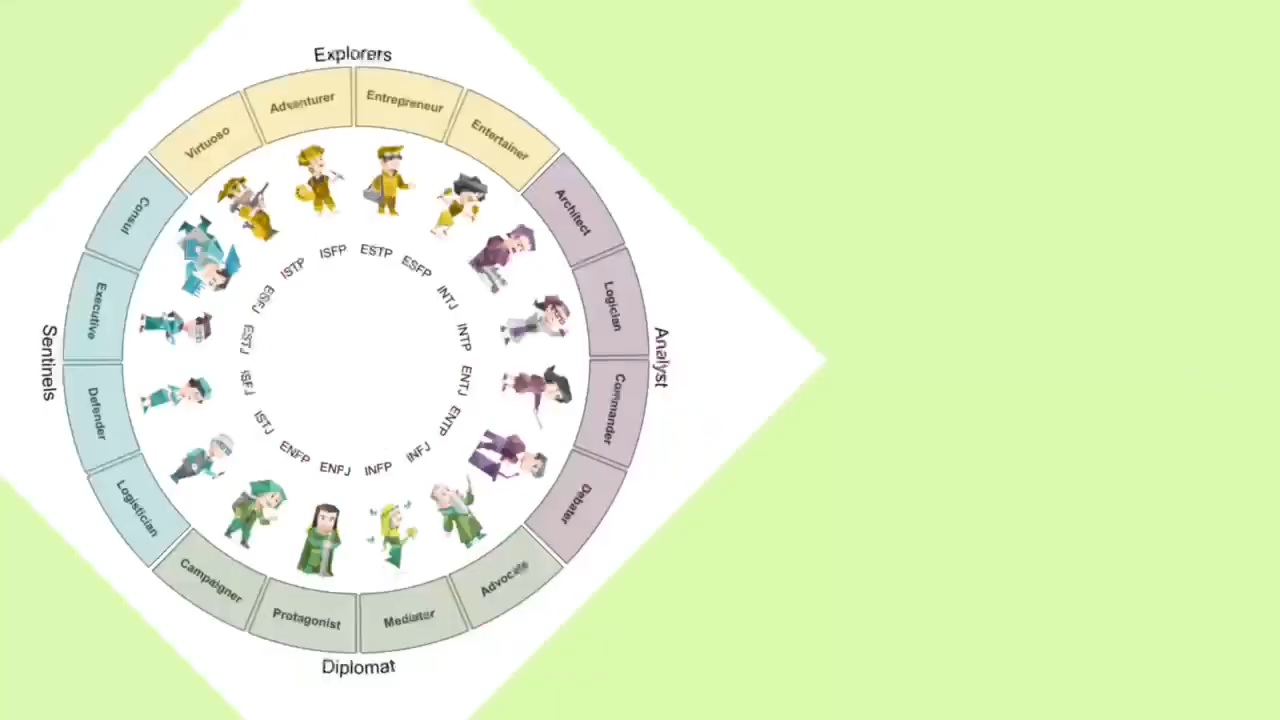 Explorers
Virtuoso
Adventurer
Entrepreneur
Entertainer
Architect
Logician
Commander
Debater
Analyst
Advocate
Mediator
Protagonist
Campaigner
Diplomat
Logistician
Defender
Executive
Consul
Sentinels
ISTP
ISFP
ESTP
ESFP
INTJ
INTP
ENTJ
ENTP
INFJ
INFP
ENFJ
ENFP
ISTJ
ISFJ
ESTJ
ESFJ